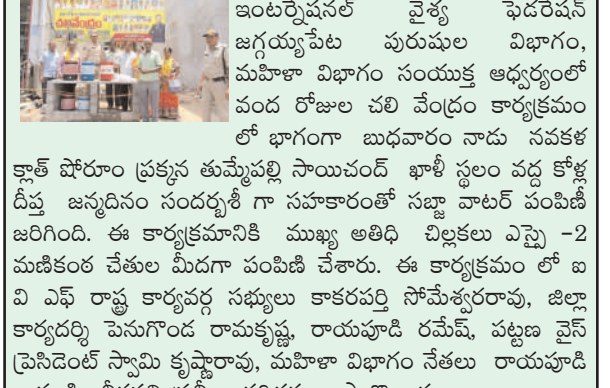 చలివేంద్రం
ఇంటర్నేషనల్ వైశ్య ఫెడరేషన్
జగ్గయ్యపేట పురుషుల విభాగం,
మహిళా విభాగం సంయుక్త ఆధ్వర్యంలో
వంద రోజుల చలి వేంద్రం కార్యక్రమం
లో భాగంగా బుధవారం నాడు నవకళ
క్లాత్ షోరూం ప్రక్కన తుమ్మేపల్లి సాయిచంద్ ఖాళీ స్థలం వద్ద కోళ్ల
దీప్త జన్మదినం సందర్భశీ గా సహకారంతో సబ్జా వాటర్ పంపిణీ
జరిగింది. ఈ కార్యక్రమానికి ముఖ్య అతిధి చిల్లకలు ఎస్పై -2
మణికంఠ చేతుల మీదగా పంపిణి చేశారు. ఈ కార్యక్రమం లో ఐ
వి ఎఫ్ రాష్ట్ర కార్యవర్గ సభ్యులు కాకరపర్తి సోమేశ్వరరావు, జిల్లా
కార్యదర్శి పెనుగొండ రామకృష్ణ, రాయపూడి రమేష్, పట్టణ వైస్
ప్రెసిడెంట్ స్వామి కృష్ణారావు, మహిళా విభాగం నేతలు రాయపూడి